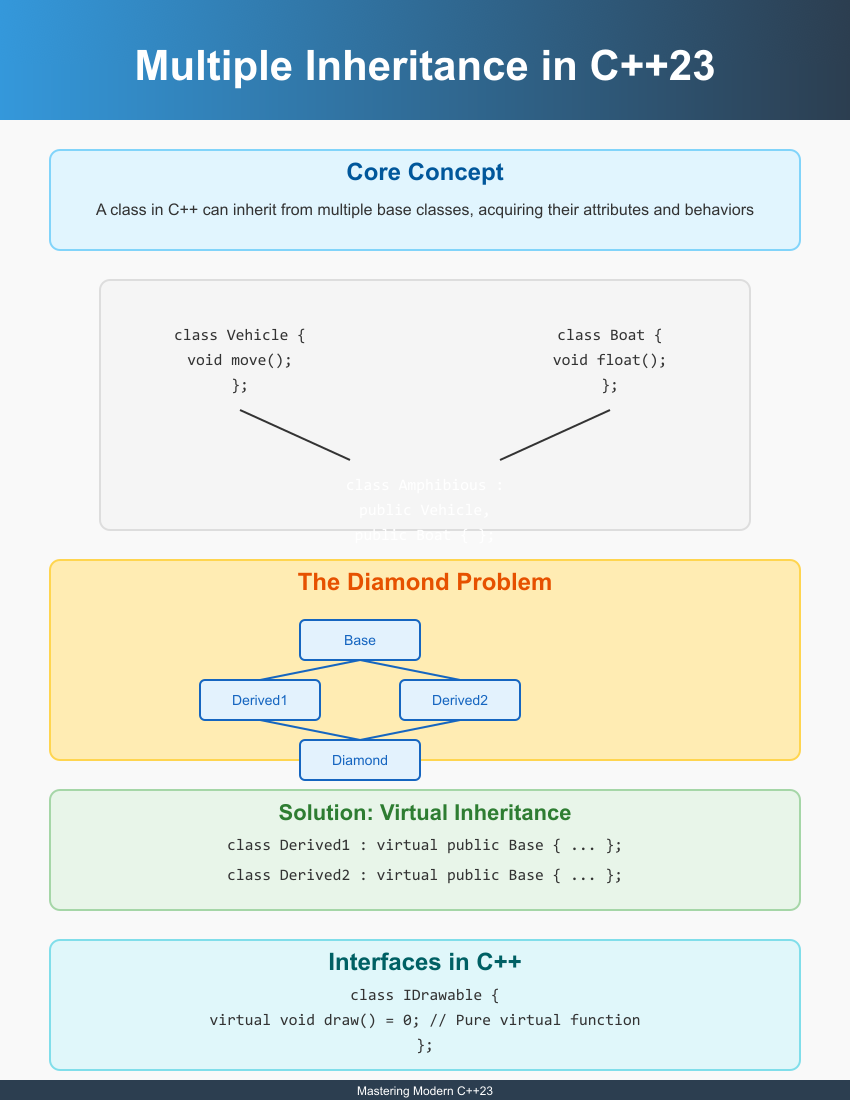 Multiple Inheritance in C++23
Core Concept
A class in C++ can inherit from multiple base classes, acquiring their attributes and behaviors
class Vehicle {
void move();
};
class Boat {
void float();
};
class Amphibious :
public Vehicle,
public Boat { };
The Diamond Problem
Base
Derived1
Derived2
Diamond
Solution: Virtual Inheritance
class Derived1 : virtual public Base { ... };
class Derived2 : virtual public Base { ... };
Interfaces in C++
class IDrawable {
virtual void draw() = 0; // Pure virtual function
};
Mastering Modern C++23